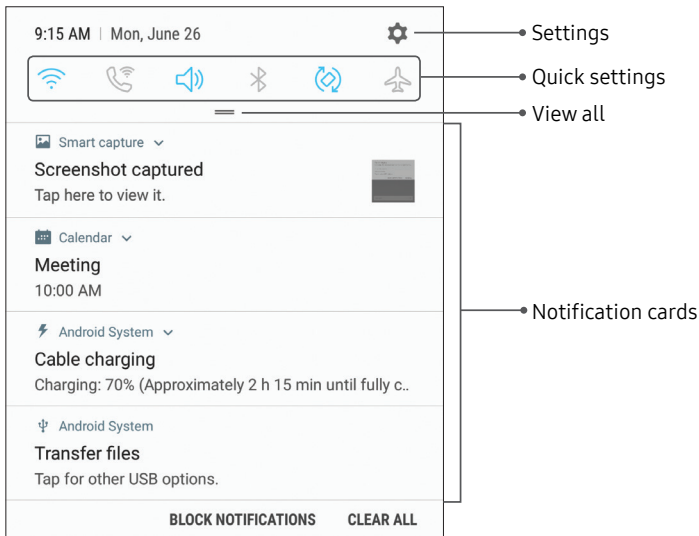 9:15 AM | Mon, June 26
Settings
Quick settings
View all
Smart capture
Screenshot captured
Tap here to view it.
Calendar
Meeting
10:00 AM
Notification cards
Android System
Cable charging
Charging: 70% (Approximately 2 h 15 min until fully c..
Android System
Transfer files
Tap for other USB options.
BLOCK NOTIFICATIONS CLEAR ALL